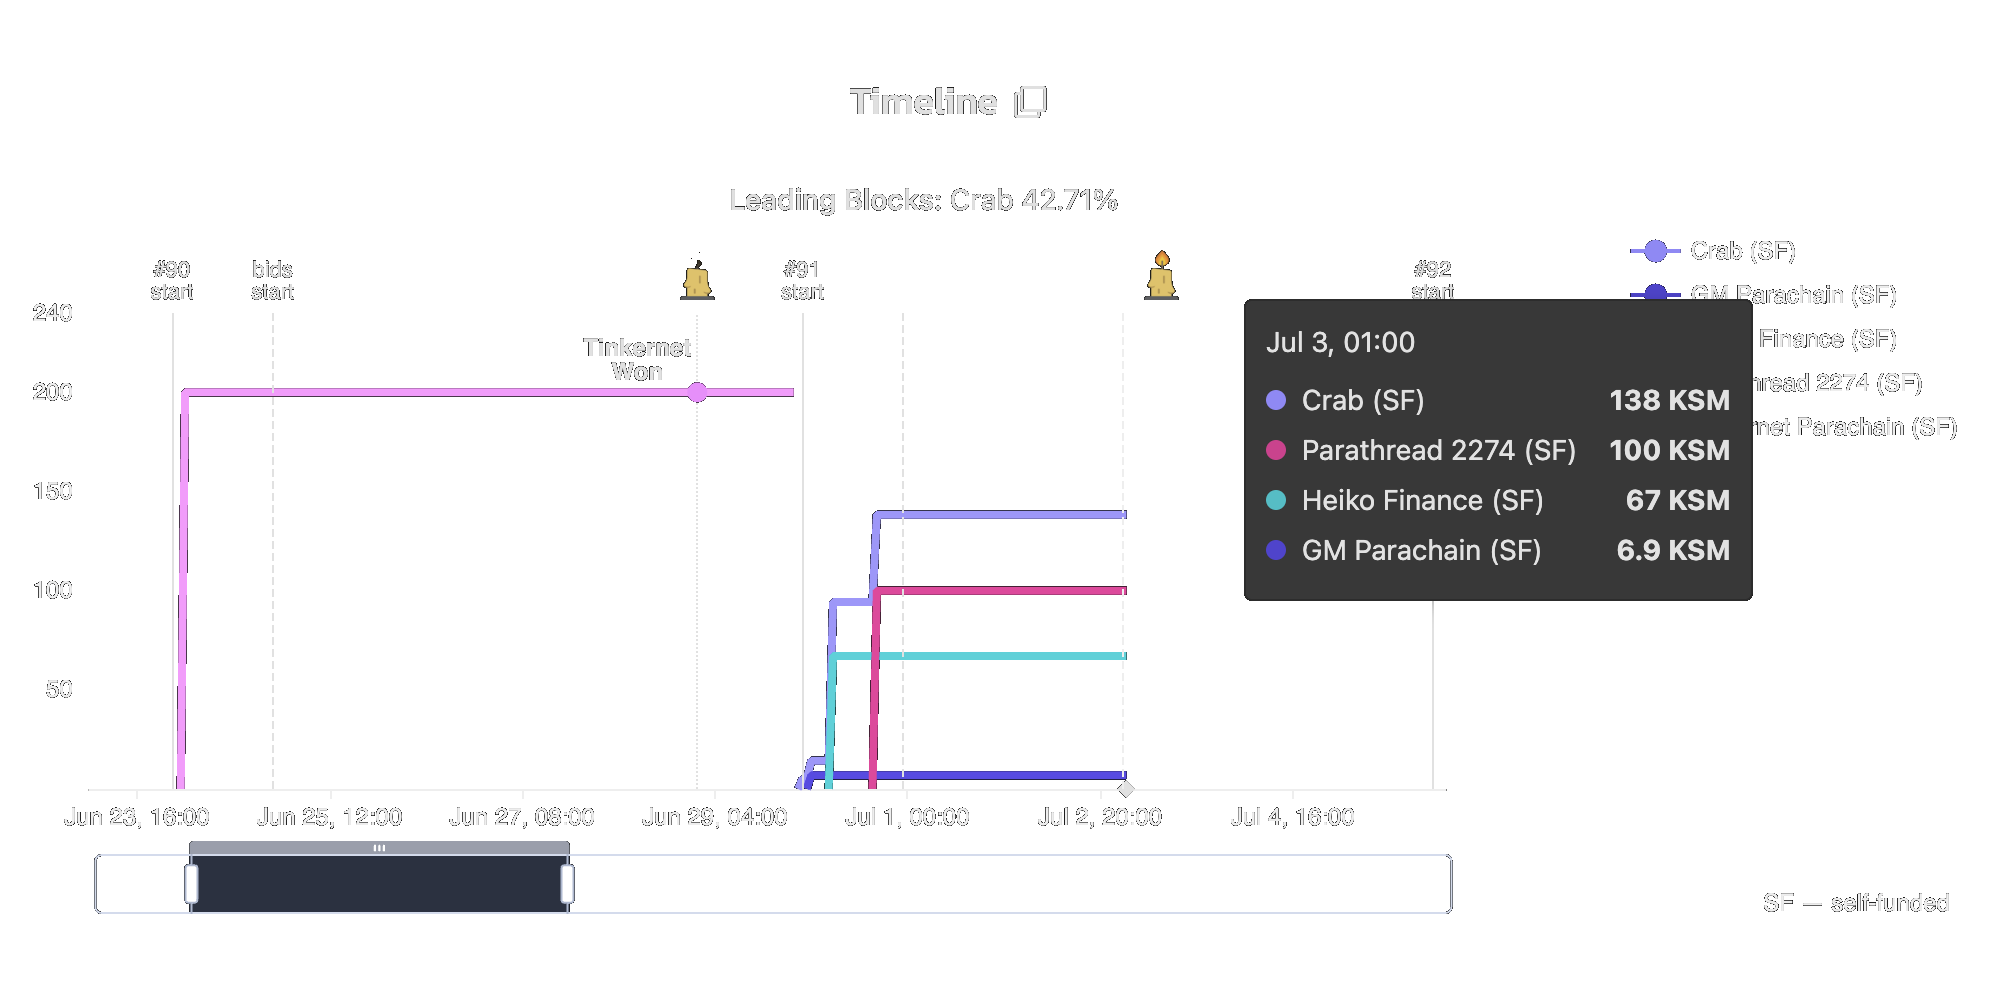 Timeline
Leading Blocks: Crab 42.71%
#90
start
bids
start
#91
start
#92
start
Crab (SF)
GM Parachain (SF)
Finance (SF)
2274 (SF)
Parachain (SF)
240
200
150
100
50
Tinkernet
Won
Jul 3, 01:00
Crab (SF) 138 KSM
Parathread 2274 (SF) 100 KSM
Heiko Finance (SF) 67 KSM
GM Parachain (SF) 6.9 KSM
Jun 23, 16:00
Jun 25, 12:00
Jun 27, 08:00
Jun 29, 04:00
Jul 1, 00:00
Jul 2, 20:00
Jul 4, 16:00
SF — self-funded